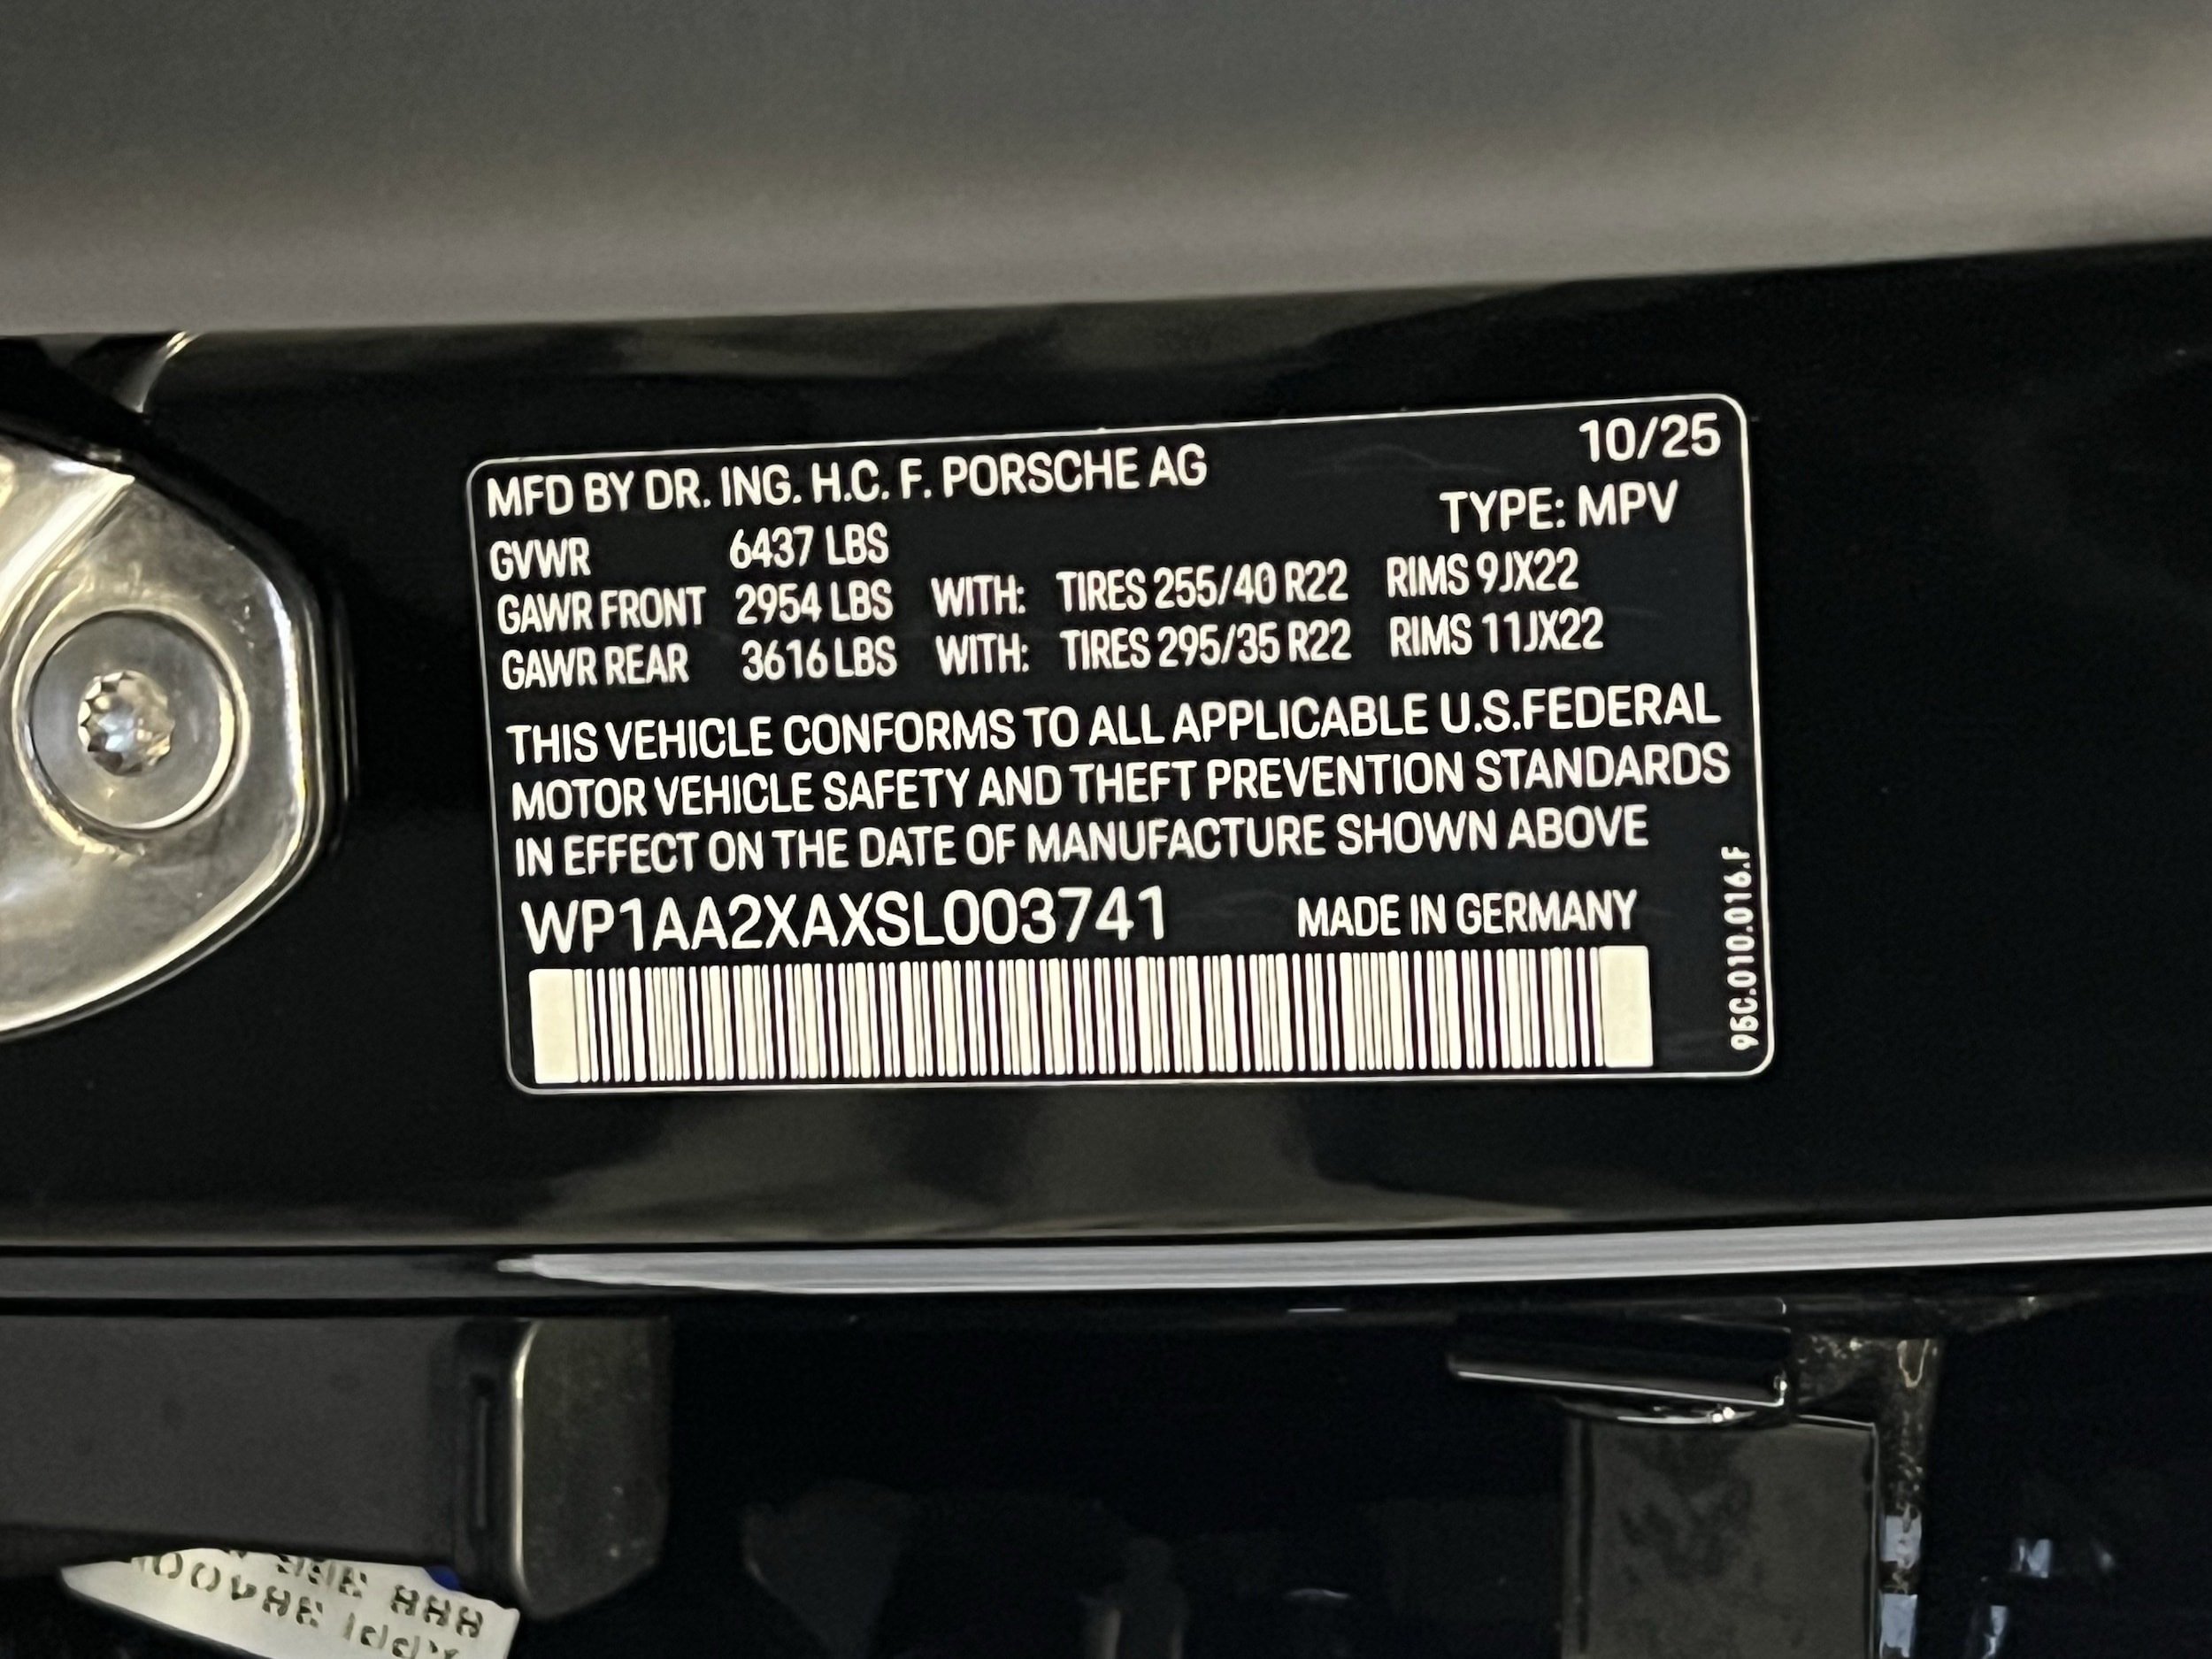 MFD BY DR. ING. H.C. F. PORSCHE AG 10/25
TYPE: MPV
GVWR 6437 LBS
GAWR FRONT 2954 LBS WITH: TIRES 255/40 R22 RIMS 9JX22
GAWR REAR 3616 LBS WITH: TIRES 295/35 R22 RIMS 11JX22
THIS VEHICLE CONFORMS TO ALL APPLICABLE U.S.FEDERAL
MOTOR VEHICLE SAFETY AND THEFT PREVENTION STANDARDS
IN EFFECT ON THE DATE OF MANUFACTURE SHOWN ABOVE
WP1AA2XAXSL003741 MADE IN GERMANY
95C.010.016.F